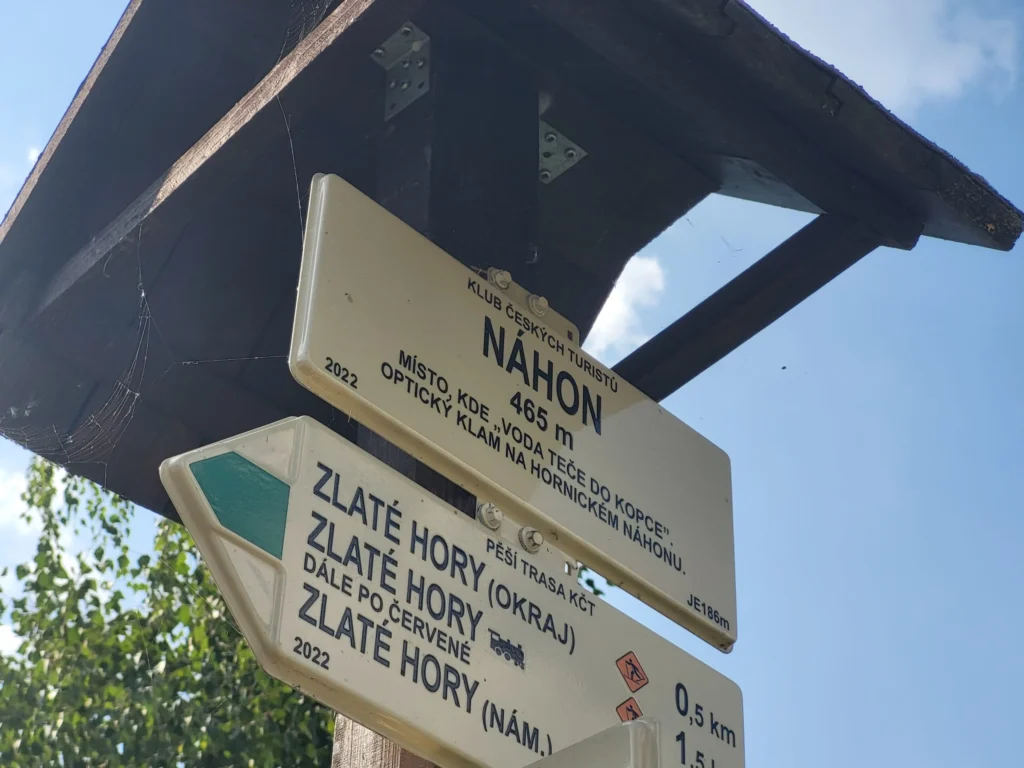 KLUB ČESKÝCH TURISTŮ
NÁHON
465 m
MÍSTO, KDE „VODA TEČE DO KOPCE”.
OPTICKÝ KLAM NA HORNICKÉM NÁHONU.
2022
JE186m
PĚŠÍ TRASA KČT
ZLATÉ HORY (OKRAJ) 0,5 km
ZLATÉ HORY
DÁLE PO ČERVENÉ
ZLATÉ HORY (NÁM.)
2022